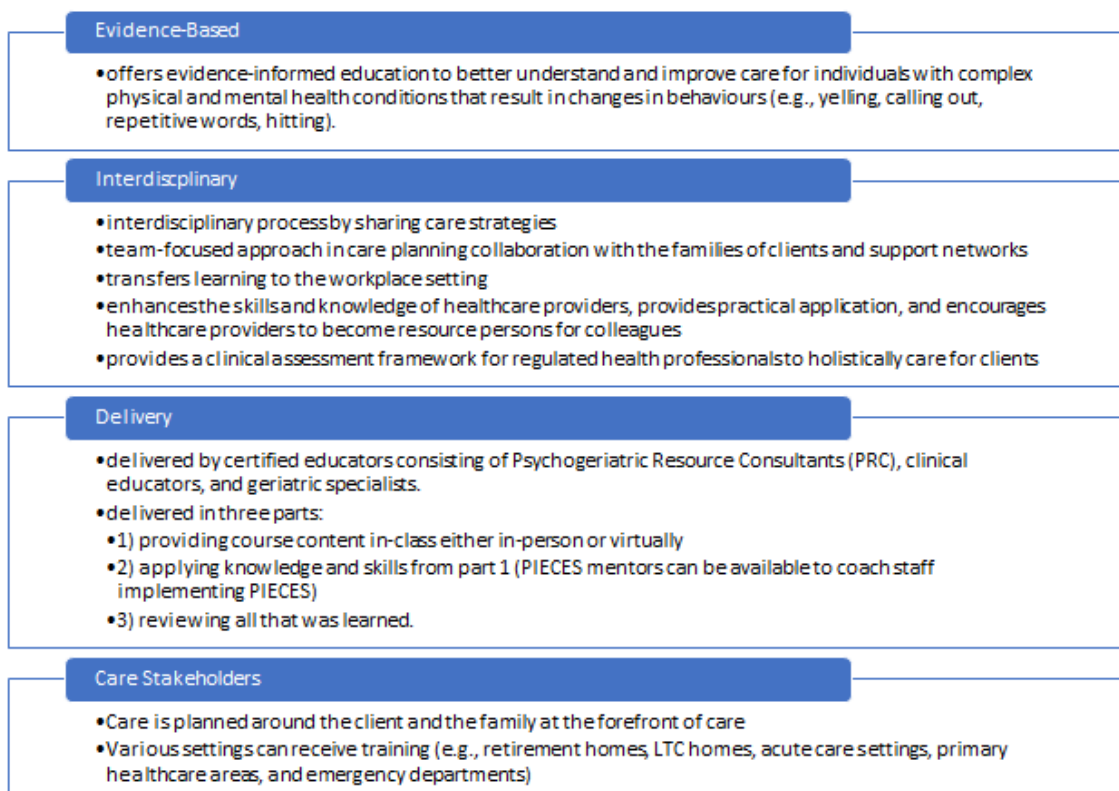 Evidence-Based
•offers evidence-informed education to better understand and improve care for individuals with complex
physical and mental health conditions that result in changes in behaviours (e.g., yelling, calling out,
repetitive words, hitting).
Interdiscplinary
•interdisciplinary process by sharing care strategies
•team-focused approach in care planning collaboration with the families of clients and support networks
•transfers learning to the workplace setting
•enhances the skills and knowledge of healthcare providers, provides practical application, and encourages
healthcare providers to become resource persons for colleagues
•provides a clinical assessment framework for regulated health professionals to holistically care for clients
Delivery
•delivered by certified educators consisting of Psychogeriatric Resource Consultants (PRC), clinical
educators, and geriatric specialists.
•delivered in three parts:
•1) providing course content in-class either in-person or virtually
•2) applying knowledge and skills from part 1 (PIECES mentors can be available to coach staff
implementing PIECES)
•3) reviewing all that was learned.
Care Stakeholders
•Care is planned around the client and the family at the forefront of care
•Various settings can receive training (e.g., retirement homes, LTC homes, acute care settings, primary
healthcare areas, and emergency departments)